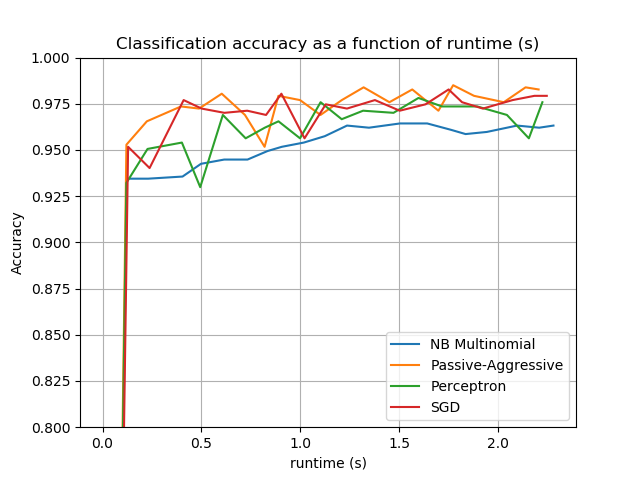 Classification accuracy as a function of runtime (s)
1.000
0.975
0.950
0.925
0.900
0.875
0.850
0.825
0.800
Accuracy
NB Multinomial
Passive-Aggressive
Perceptron
SGD
0.0 0.5 1.0 1.5 2.0
runtime (s)